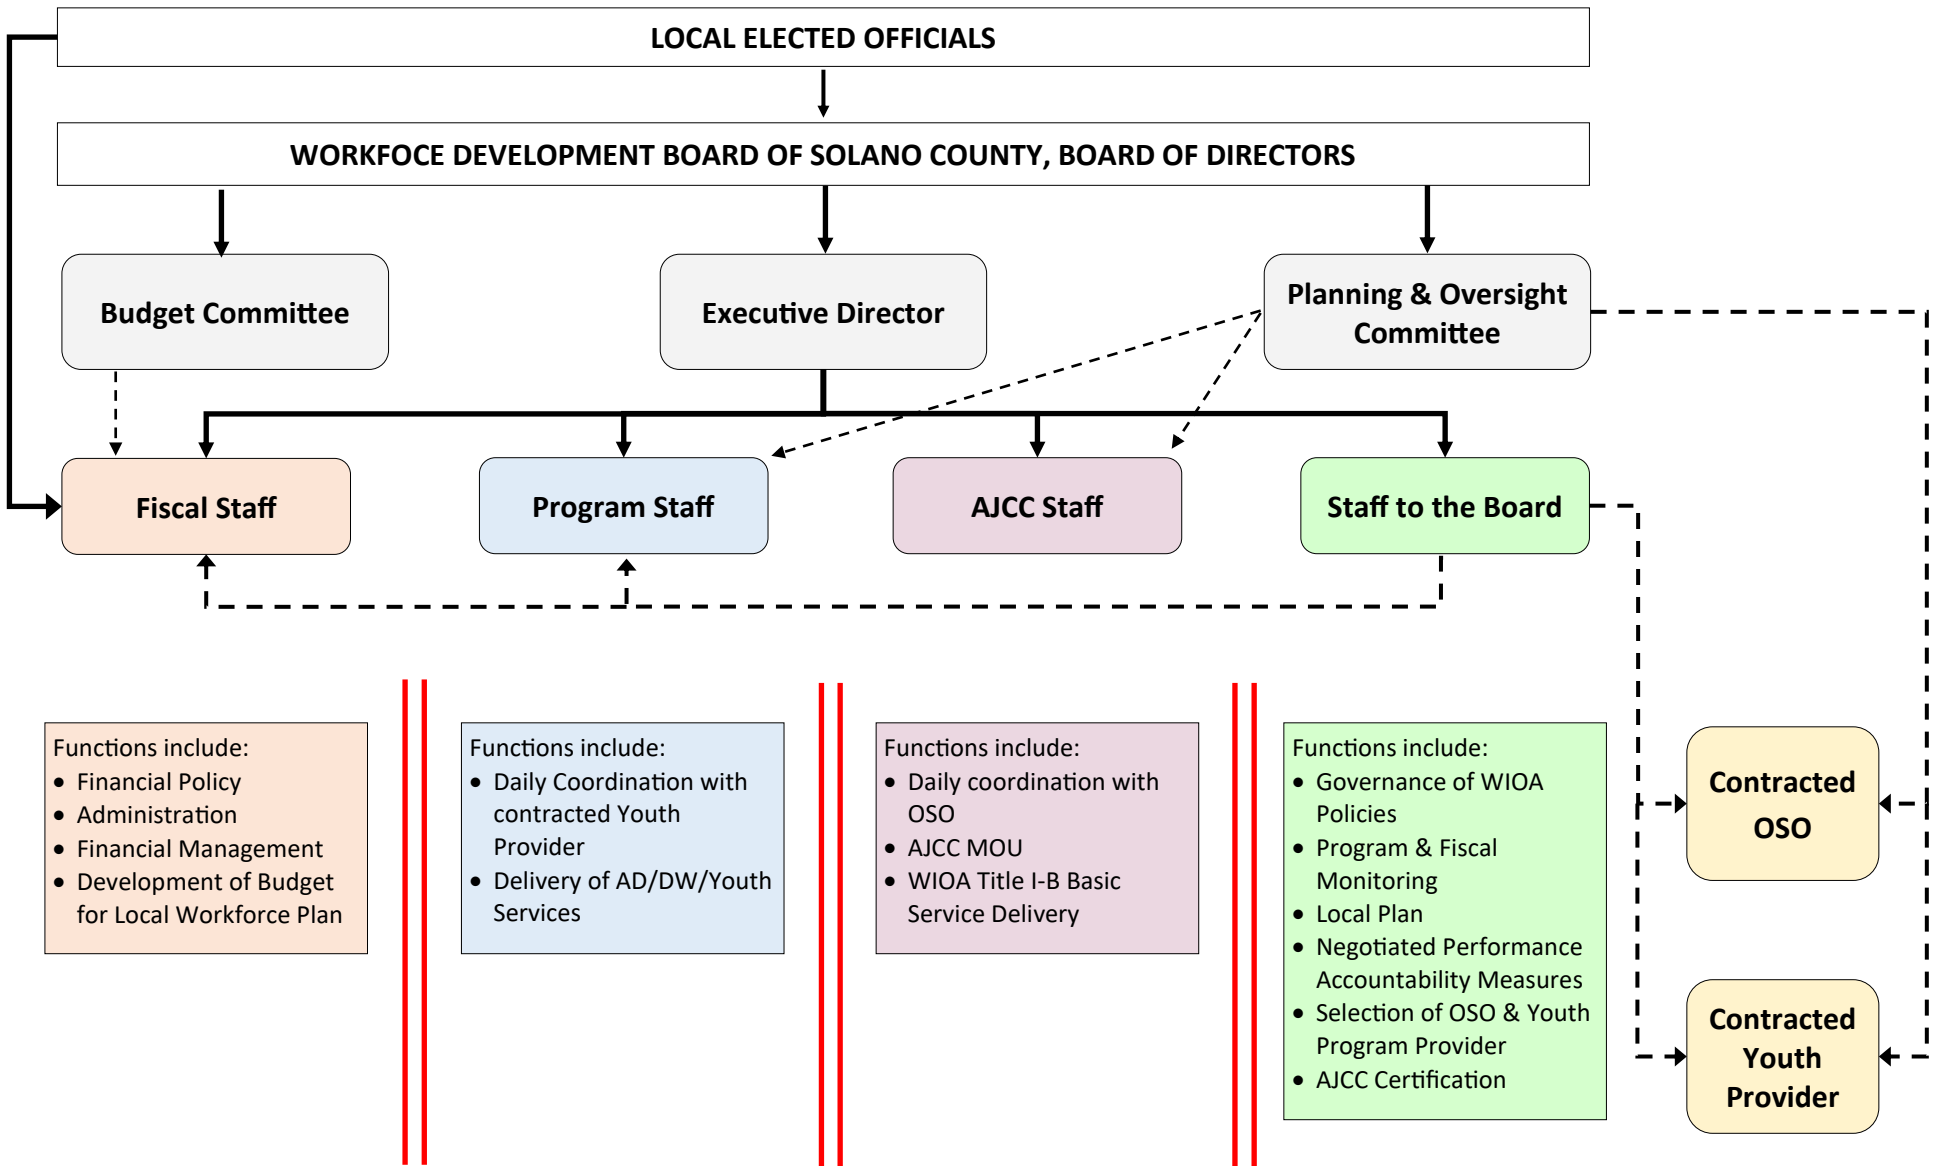 LOCAL ELECTED OFFICIALS
WORKFOCE DEVELOPMENT BOARD OF SOLANO COUNTY, BOARD OF DIRECTORS
Budget Committee
Executive Director
Planning & Oversight
Committee
Fiscal Staff
Program Staff
AJCC Staff
Staff to the Board
Functions include:
• Financial Policy
• Administration
• Financial Management
• Development of Budget
for Local Workforce Plan
Functions include:
• Daily Coordination with
contracted Youth
Provider
• Delivery of AD/DW/Youth
Services
Functions include:
• Daily coordination with
OSO
• AJCC MOU
• WIOA Title I-B Basic
Service Delivery
Functions include:
• Governance of WIOA
Policies
• Program & Fiscal
Monitoring
• Local Plan
• Negotiated Performance
Accountability Measures
• Selection of OSO & Youth
Program Provider
• AJCC Certification
Contracted
OSO
Contracted
Youth
Provider